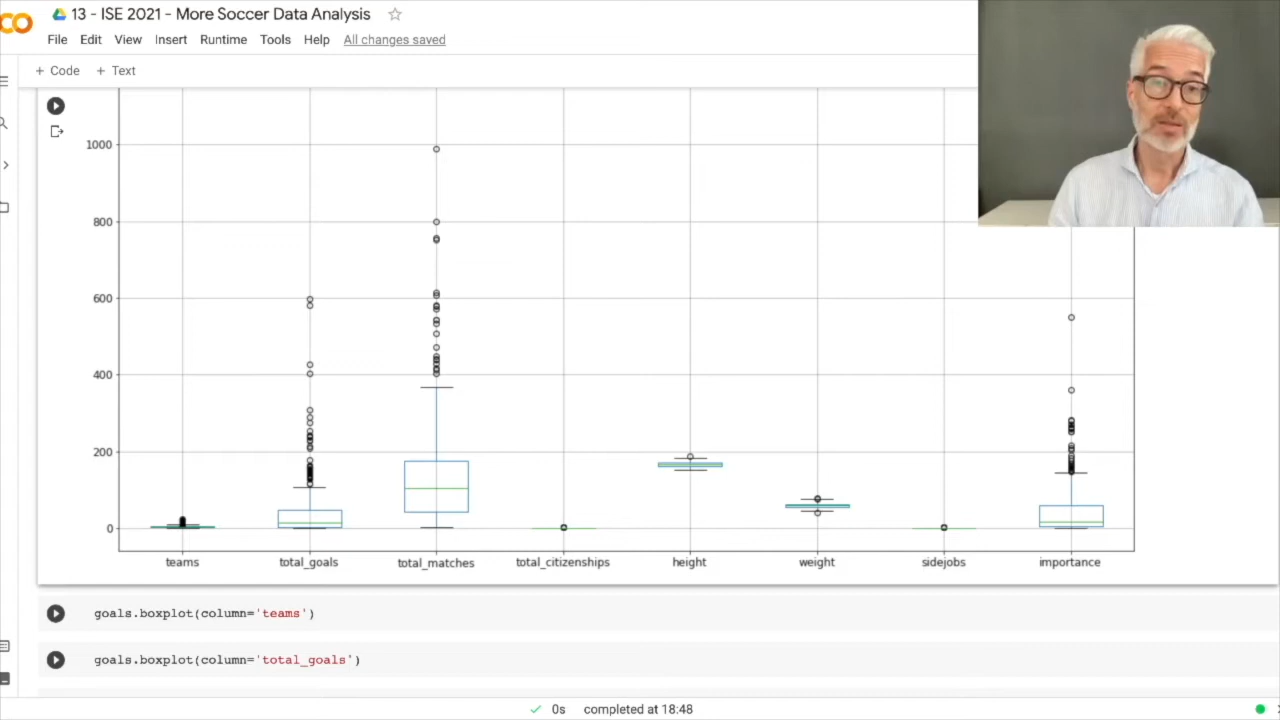 CO
13 - ISE 2021 - More Soccer Data Analysis
File Edit View Insert Runtime Tools Help All changes saved
+ Code + Text
1000
800
600
400
200
0
teams total_goals total_matches total_citizenships height weight sidejobs importance
goals.boxplot(column='teams')
goals.boxplot(column='total_goals')
0s completed at 18:48